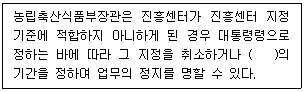 농림축산식품부장관은 진흥센터가 진흥센터 지정
기준에 적합하지 아니하게 된 경우 대통령령으로
정하는 바에 따라 그 지정을 취소하거나 (   )의
기간을 정하여 업무의 정지를 명할 수 있다.